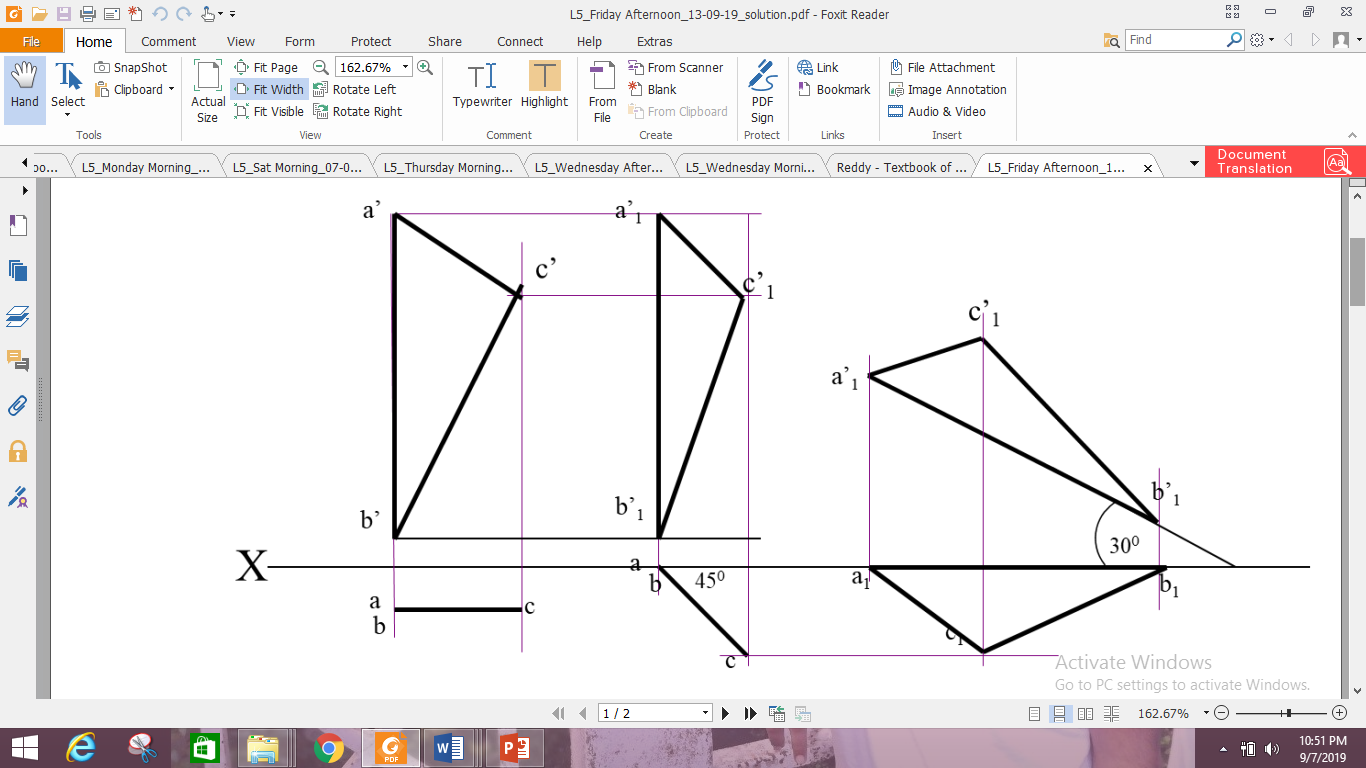 L5_Friday Afternoon_13-09-19_solution.pdf - Foxit Reader
File Home Comment View Form Protect Share Connect Help Extras Find
Hand
Select
SnapShot
Clipboard
Tools
Actual
Size
Fit Page
Fit Width
Fit Visible
162.67%
Rotate Left
Rotate Right
View
Typewriter
Highlight
Comment
From
File
From Scanner
Blank
From Clipboard
Create
PDF
Sign
Protect
Link
Bookmark
Links
File Attachment
Image Annotation
Audio & Video
Insert
oo... L5_Monday Morning_... L5_Sat Morning_07-0... L5_Thursday Morning... L5_Wednesday After... L5_Wednesday Morni... Reddy - Textbook of ... L5_Friday Afternoon_1...
Document
Translation
a’ a’1
c’ c’1
c’1
a’1
b’ b’1 b’1
30⁰
X
a
b 45⁰ a1 b1
a c
b
c1
c
Activate Windows
Go to PC settings to activate Windows.
1 / 2 162.67%
PDF
10:51 PM
9/7/2019